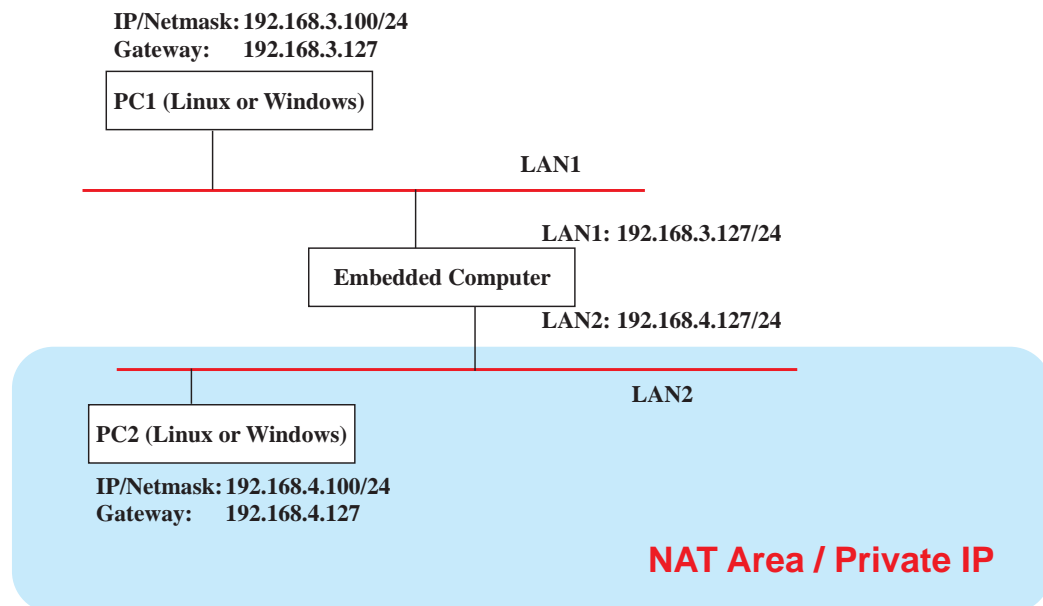 IP/Netmask: 192.168.3.100/24
Gateway: 192.168.3.127
PC1 (Linux or Windows)
LAN1
LAN1: 192.168.3.127/24
Embedded Computer
LAN2: 192.168.4.127/24
LAN2
PC2 (Linux or Windows)
IP/Netmask: 192.168.4.100/24
Gateway: 192.168.4.127
NAT Area / Private IP